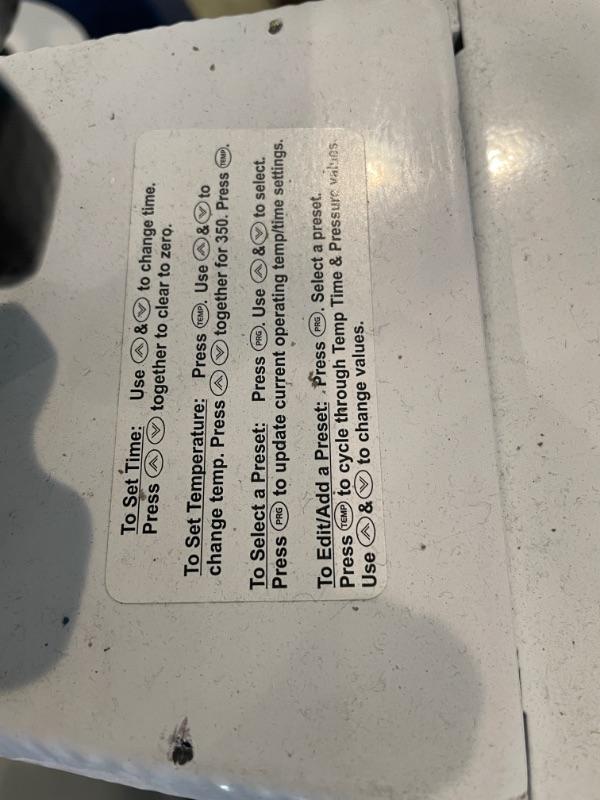 To Set Time: Use & to change time.
Press together to clear to zero.
To Set Temperature: Press TEMP. Use & to
change temp. Press together for 350. Press TEMP.
To Select a Preset: Press PRG. Use & to select.
Press PRG to update current operating temp/time settings.
To Edit/Add a Preset: Press PRG. Select a preset.
Press TEMP to cycle through Temp Time & Pressure values.
Use & to change values.